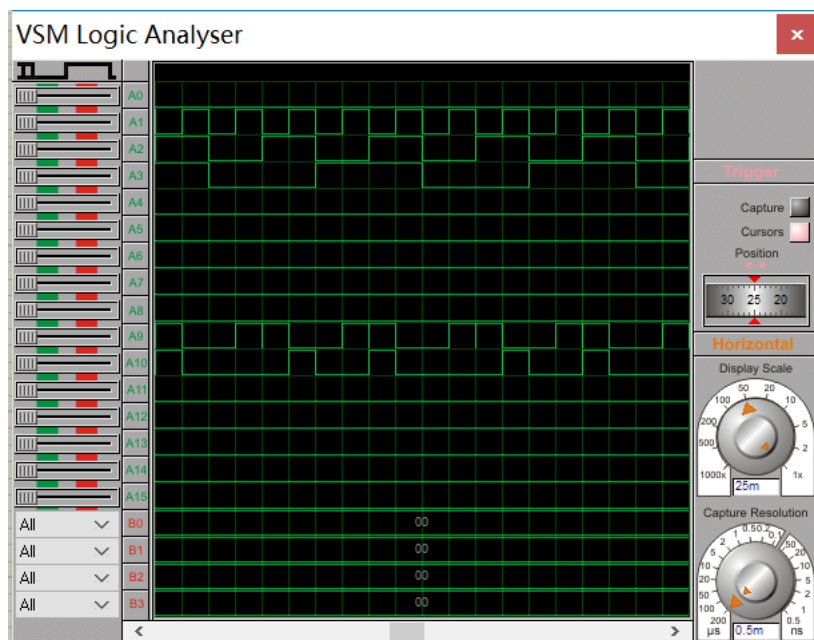 VSM Logic Analyser
x
A0
A1
A2
A3
A4
A5
A6
A7
A8
A9
A10
A11
A12
A13
A14
A15
All B0 00
All B1 00
All B2 00
All B3 00
Trigger
Capture
Cursors
Position
30 25 20
Horizontal
Display Scale
50 20
100 10
200 5
500 2
1000x 1x
25m
Capture Resolution
0.5 0.2
1 0.1
2 50
5 20
10 10
20 5
50 2
100 1
200 0.5
µs ns
0.5m